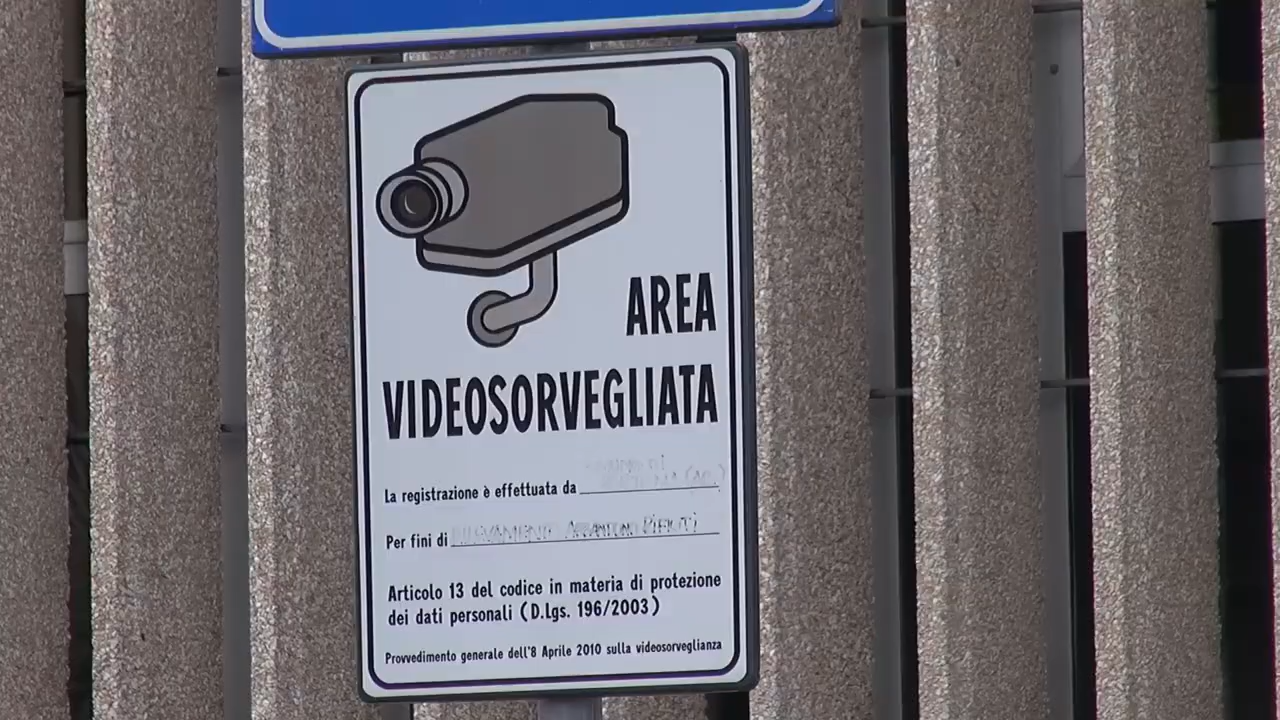 AREA
VIDEOSORVEGLIATA
La registrazione è effettuata da
Per fini di
Articolo 13 del codice in materia di protezione
dei dati personali (D.Lgs. 196/2003)
Provvedimento generale dell'8 Aprile 2010 sulla videosorveglianza